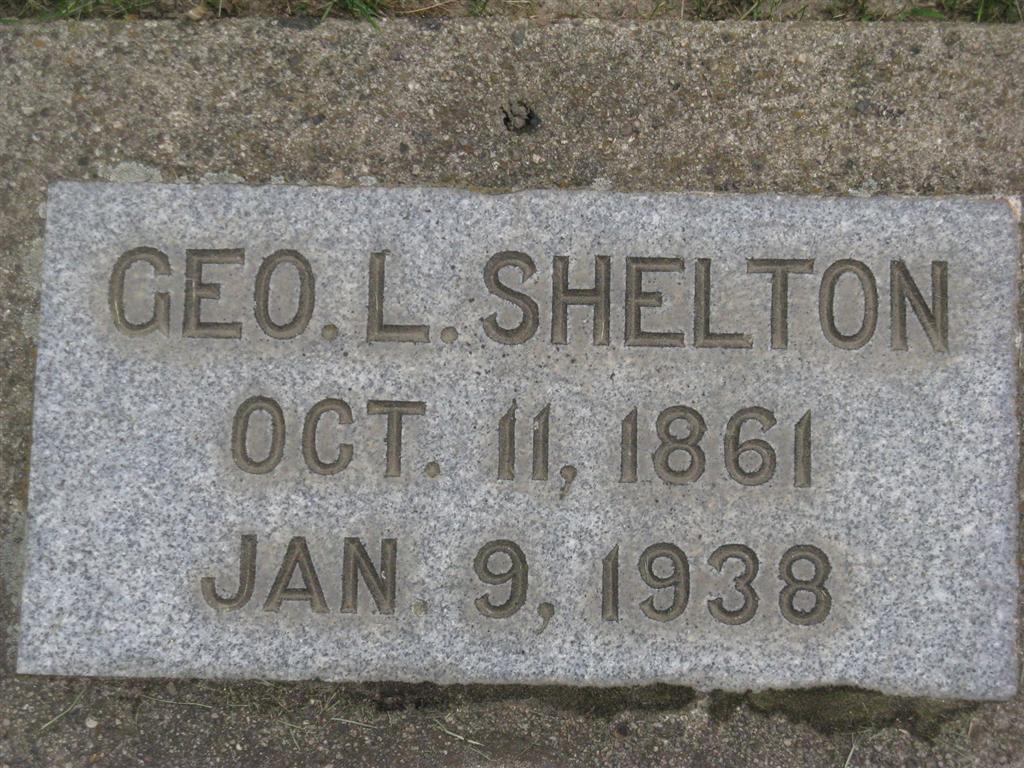 GEO. L. SHELTON
OCT. 11, 1861
JAN. 9, 1938